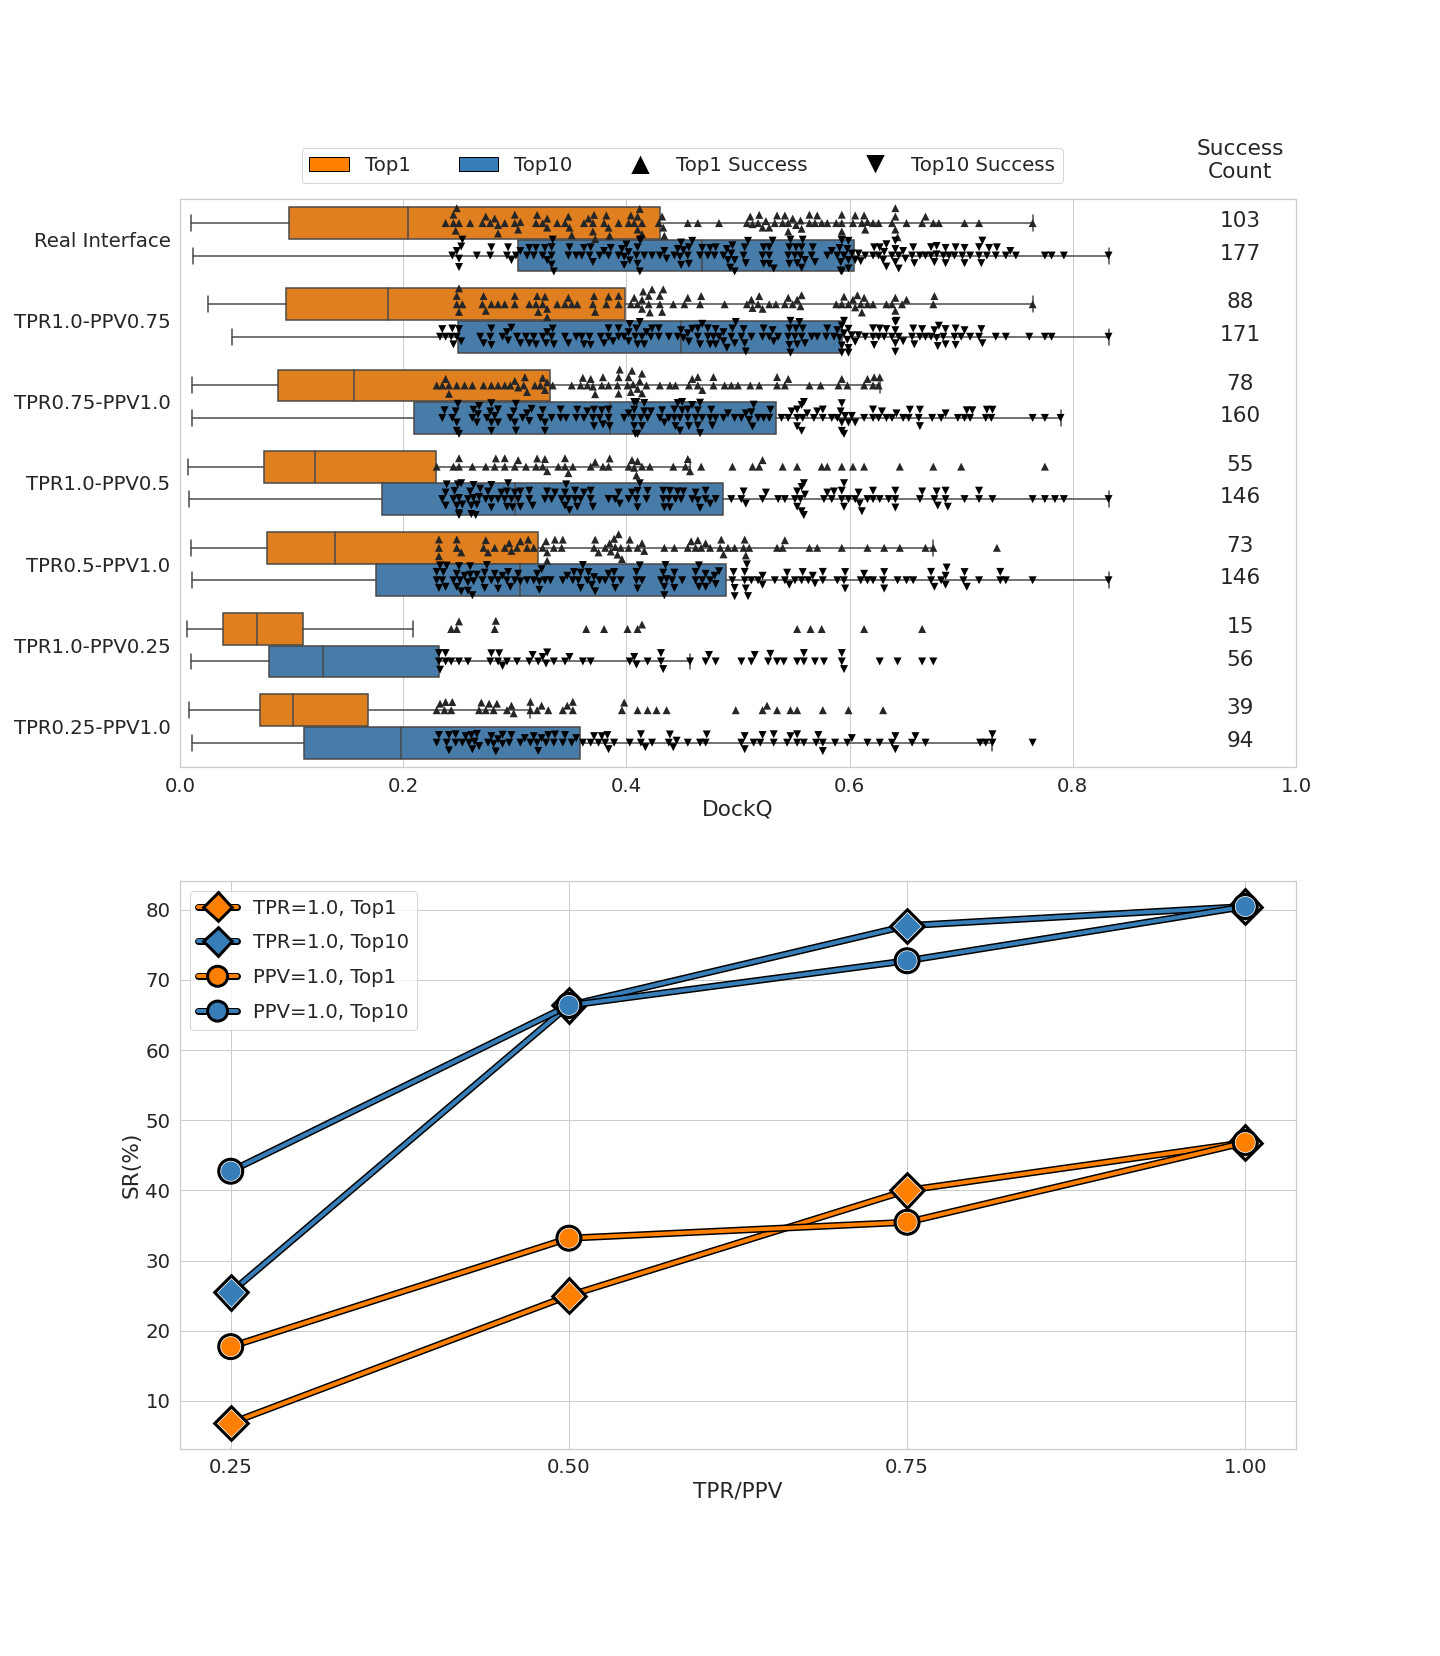 Top1 Top10 Top1 Success Top10 Success
Success
Count
Real Interface 103
177
TPR1.0-PPV0.75 88
171
TPR0.75-PPV1.0 78
160
TPR1.0-PPV0.5 55
146
TPR0.5-PPV1.0 73
146
TPR1.0-PPV0.25 15
56
TPR0.25-PPV1.0 39
94
0.0 0.2 0.4 0.6 0.8 1.0
DockQ
TPR=1.0, Top1
TPR=1.0, Top10
PPV=1.0, Top1
PPV=1.0, Top10
80
70
60
50
40
30
20
10
SR(%)
0.25 0.50 0.75 1.00
TPR/PPV